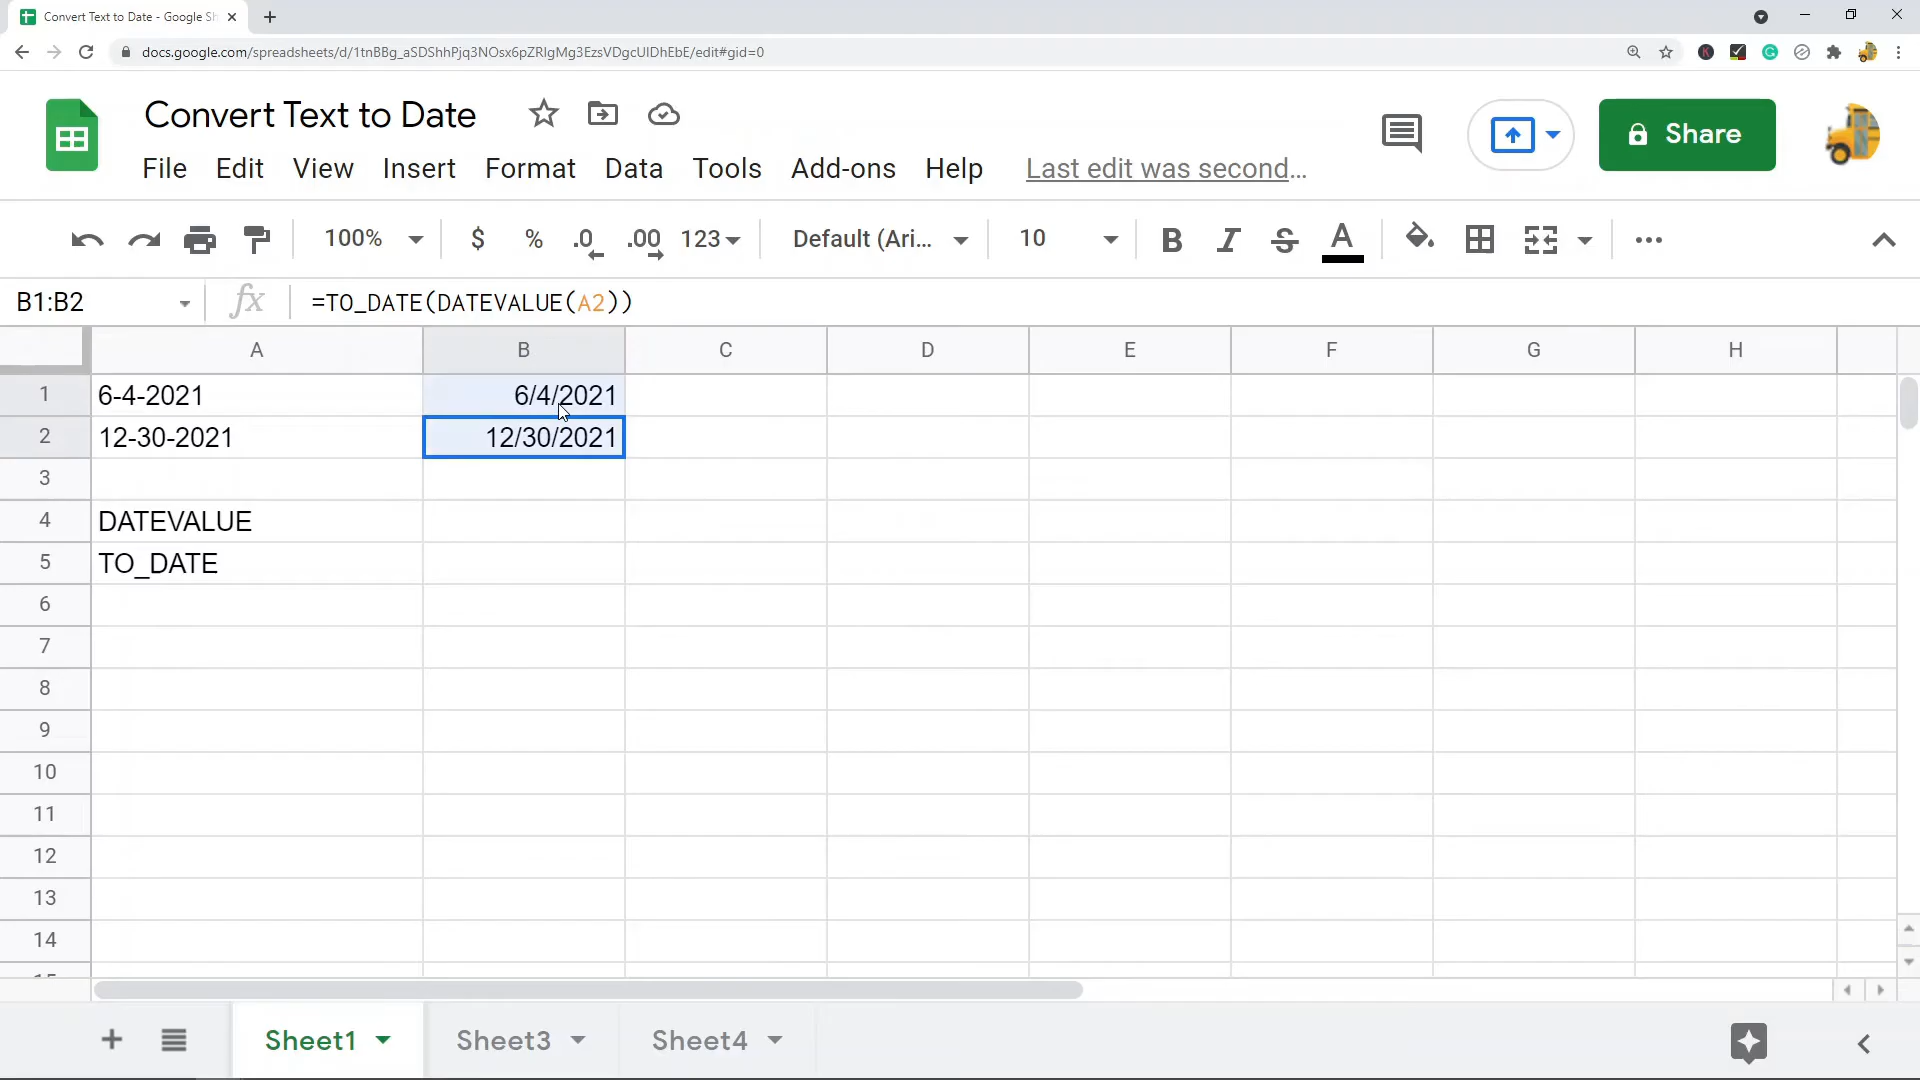 Convert Text to Date - Google Sh
docs.google.com/spreadsheets/d/1tnBBg_aSDShhPjq3NOsx6pZRIgMg3EzsVDgcUIDhEbE/edit#gid=0
Convert Text to Date
Share
File Edit View Insert Format Data Tools Add-ons Help Last edit was second...
100% $ % .0 .00 123 Default (Ari... 10 B I S A
B1:B2 fx =TO_DATE(DATEVALUE(A2))
A B C D E F G H
1 6-4-2021 6/4/2021
2 12-30-2021 12/30/2021
3
4 DATEVALUE
5 TO_DATE
6
7
8
9
10
11
12
13
14
15
Sheet1 Sheet3 Sheet4